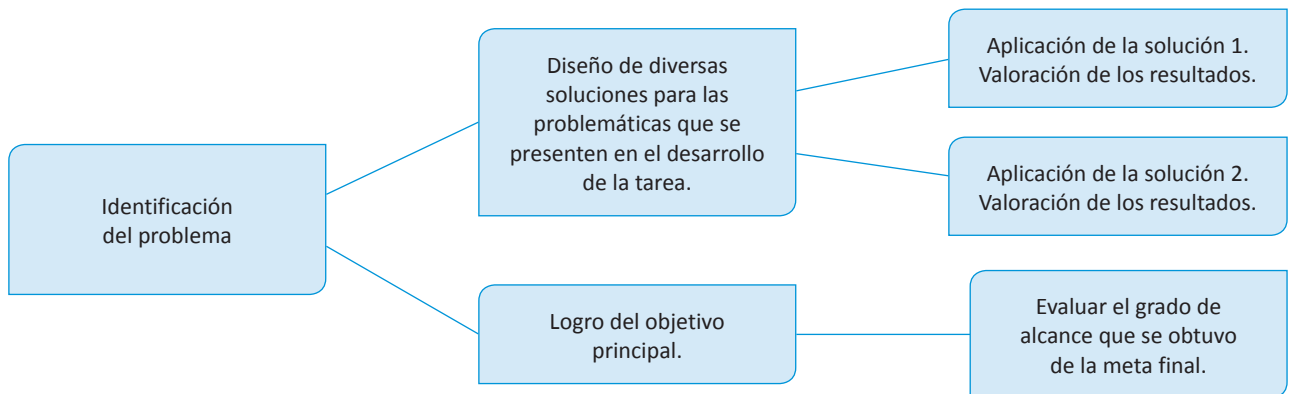 Identificación
del problema
Diseño de diversas
soluciones para las
problemáticas que se
presenten en el desarrollo
de la tarea.
Aplicación de la solución 1.
Valoración de los resultados.
Aplicación de la solución 2.
Valoración de los resultados.
Logro del objetivo
principal.
Evaluar el grado de
alcance que se obtuvo
de la meta final.